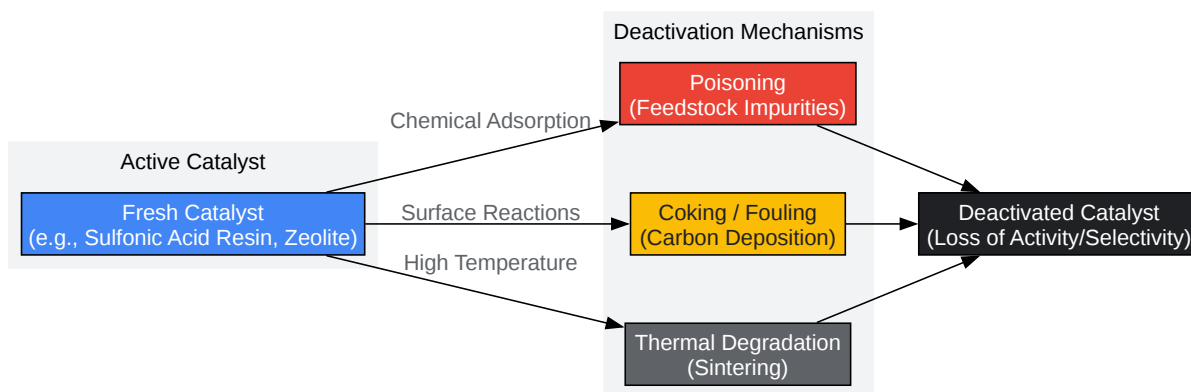 Deactivation Mechanisms
Poisoning
(Feedstock Impurities)
Chemical Adsorption
Active Catalyst
Fresh Catalyst
(e.g., Sulfonic Acid Resin, Zeolite)
Surface Reactions
Coking / Fouling
(Carbon Deposition)
Deactivated Catalyst
(Loss of Activity/Selectivity)
High Temperature
Thermal Degradation
(Sintering)